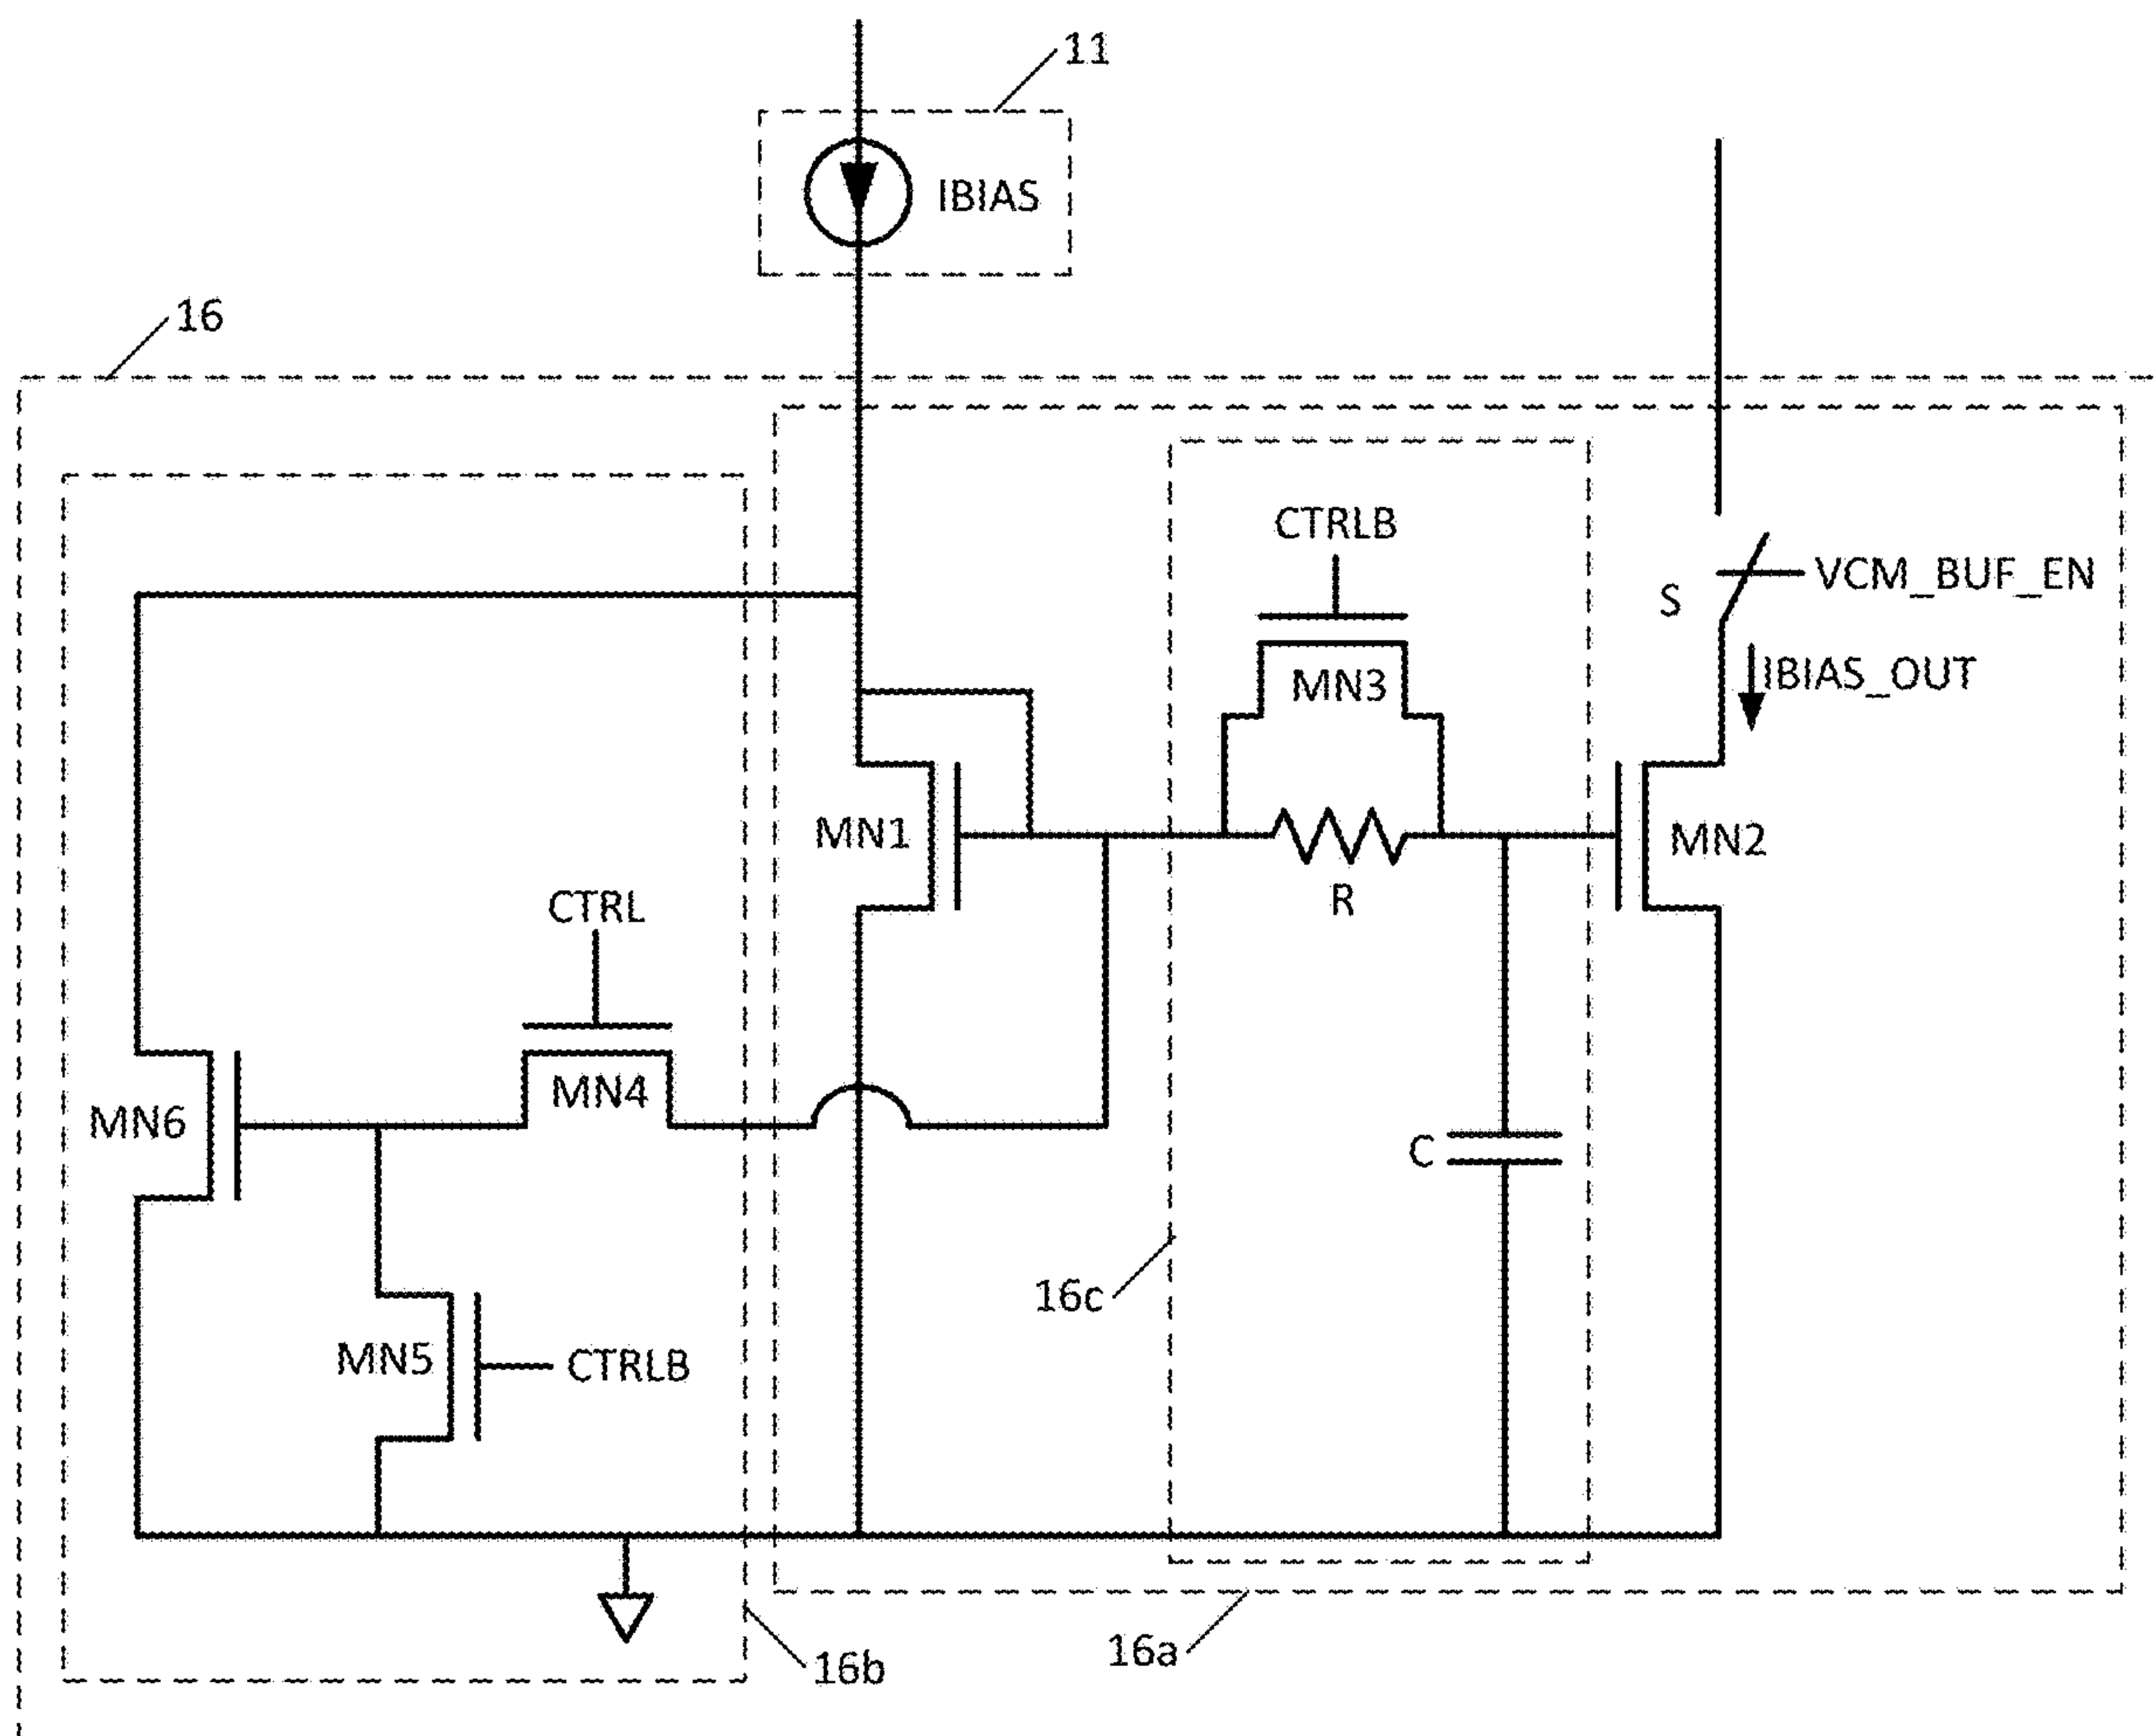 11
IBIAS
16
CTRLB
VCM_BUF_EN
S
IBIAS_OUT
MN3
MN1
MN2
R
CTRL
MN4
MN6
C
16c
MN5
CTRLB
16a
16b